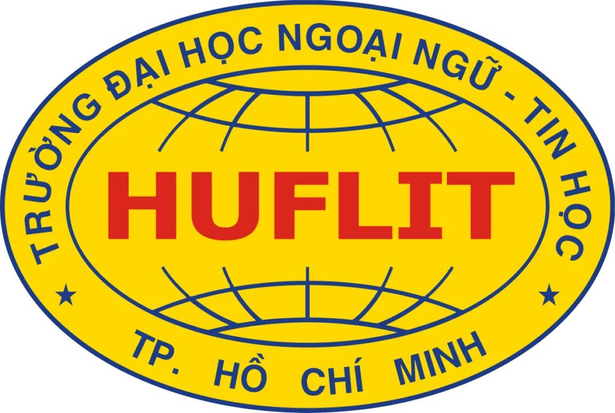 TRƯỜNG ĐẠI HỌC NGOẠI NGỮ - TIN HỌC
HUFLIT
TP. HỒ CHÍ MINH